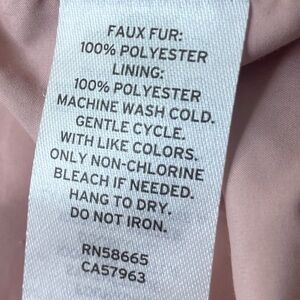 FAUX FUR:
100% POLYESTER
LINING:
100% POLYESTER
MACHINE WASH COLD.
GENTLE CYCLE.
WITH LIKE COLORS.
ONLY NON-CHLORINE
BLEACH IF NEEDED.
HANG TO DRY.
DO NOT IRON.
RN58665
CA57963